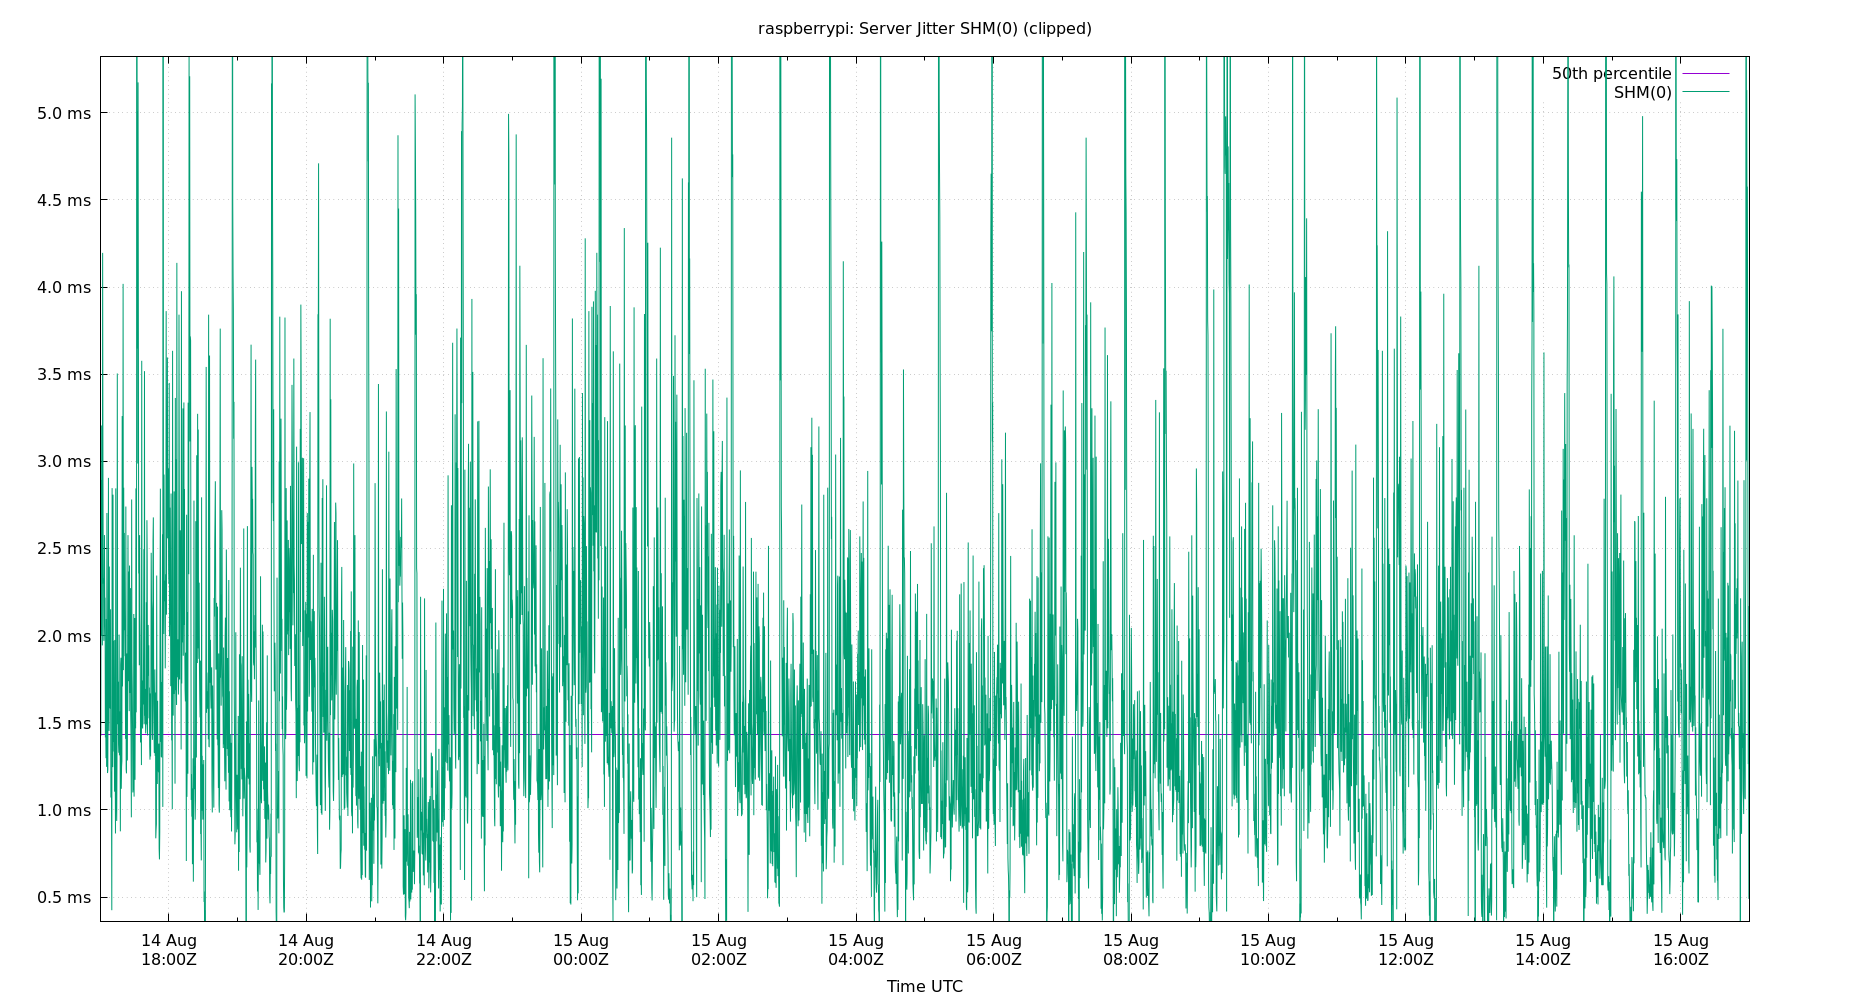 raspberrypi: Server Jitter SHM(0) (clipped)
50th percentile
SHM(0)
5.0 ms
4.5 ms
4.0 ms
3.5 ms
3.0 ms
2.5 ms
2.0 ms
1.5 ms
1.0 ms
0.5 ms
14 Aug 14 Aug 14 Aug 15 Aug 15 Aug 15 Aug 15 Aug 15 Aug 15 Aug 15 Aug 15 Aug 15 Aug
18:00Z 20:00Z 22:00Z 00:00Z 02:00Z 04:00Z 06:00Z 08:00Z 10:00Z 12:00Z 14:00Z 16:00Z
Time UTC